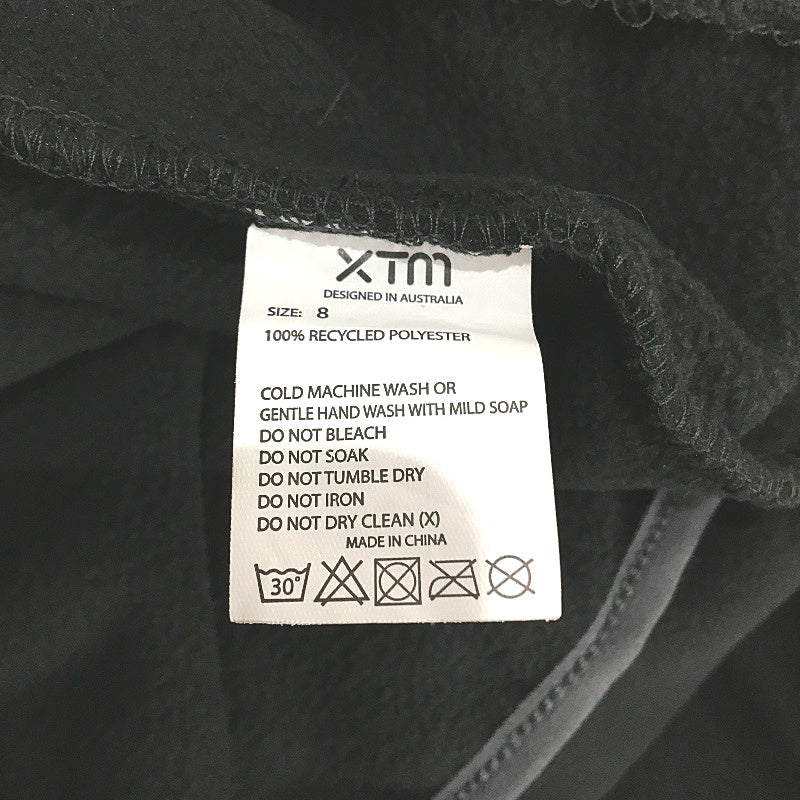 XTM
DESIGNED IN AUSTRALIA
SIZE: 8
100% RECYCLED POLYESTER
COLD MACHINE WASH OR
GENTLE HAND WASH WITH MILD SOAP
DO NOT BLEACH
DO NOT SOAK
DO NOT TUMBLE DRY
DO NOT IRON
DO NOT DRY CLEAN (X)
MADE IN CHINA
30°